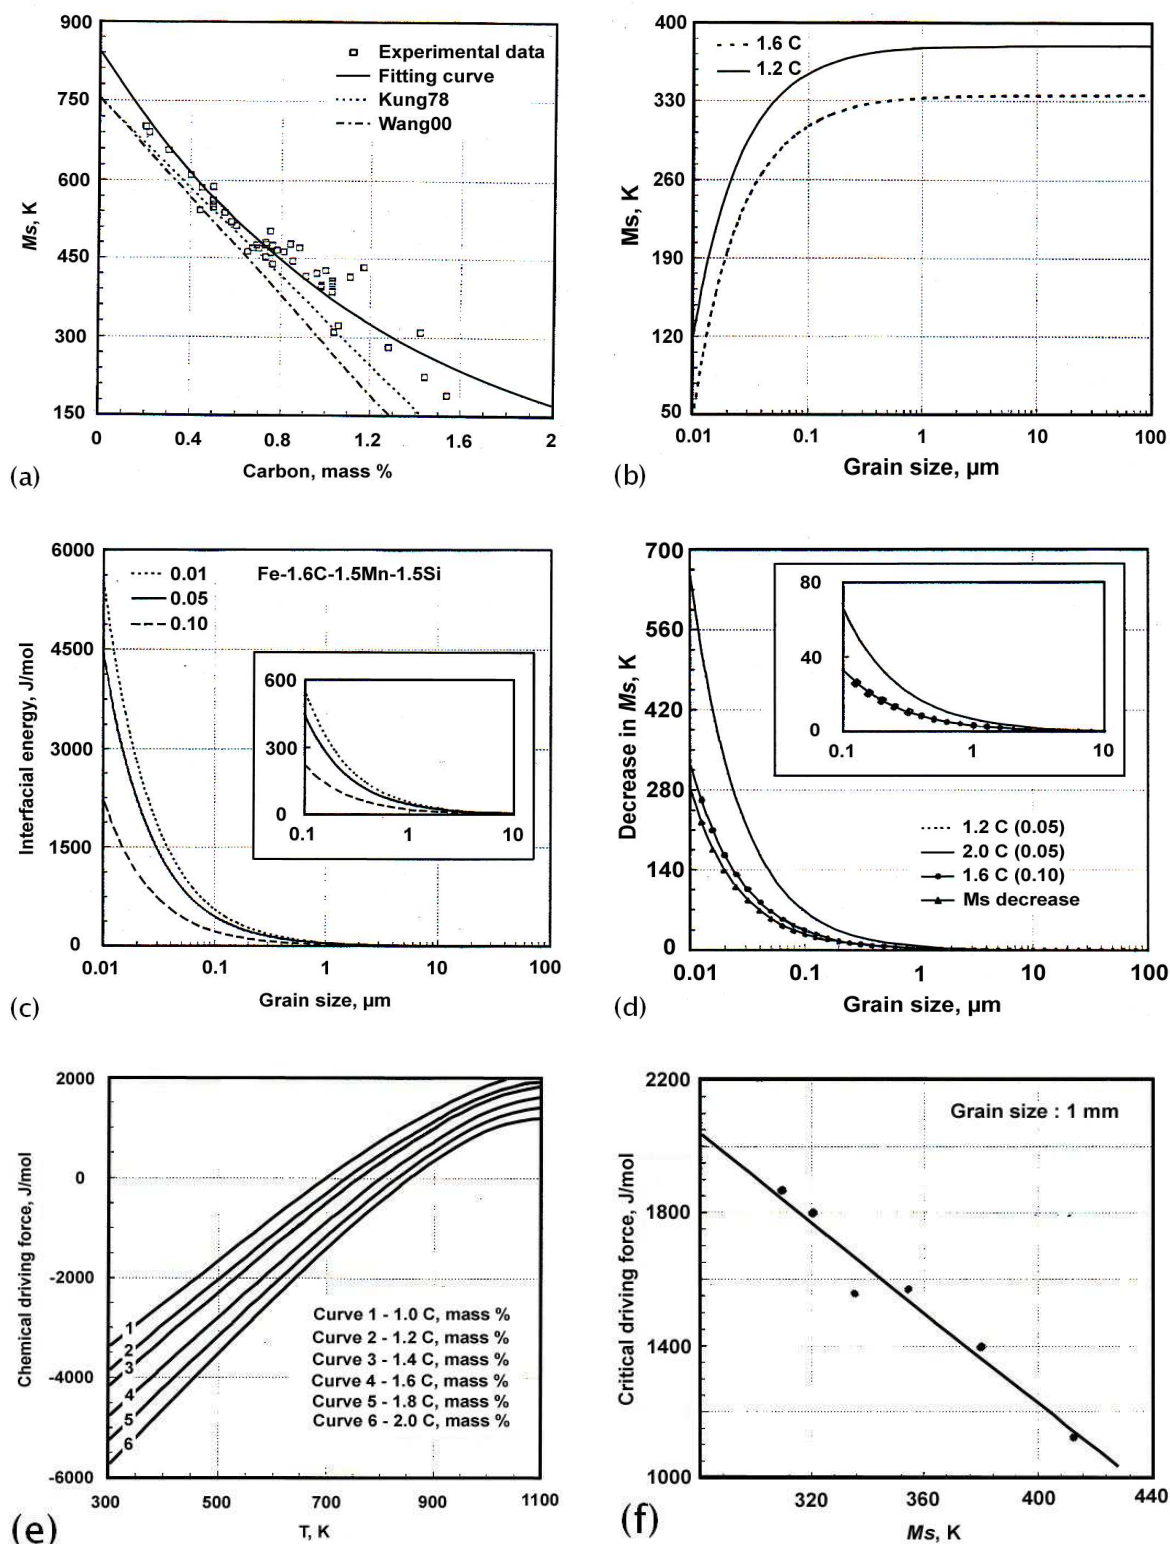 900
750
600
450
300
150
Ms, K
Experimental data
Fitting curve
Kung78
Wang00
0 0.4 0.8 1.2 1.6 2
Carbon, mass %
(a)
400
330
260
190
120
50
Ms, K
1.6 C
1.2 C
0.01 0.1 1 10 100
Grain size, µm
(b)
6000
4500
3000
1500
0
Interfacial energy, J/mol
0.01
0.05
0.10
Fe-1.6C-1.5Mn-1.5Si
600
300
0
0.1 1 10
0.01 0.1 1 10 100
Grain size, µm
(c)
700
560
420
280
140
0
Decrease in Ms, K
80
40
0
0.1 1 10
1.2 C (0.05)
2.0 C (0.05)
1.6 C (0.10)
Ms decrease
0.01 0.1 1 10 100
Grain size, µm
(d)
2000
0
-2000
-4000
-6000
Chemical driving force, J/mol
1
2
3
4
5
6
Curve 1 - 1.0 C, mass %
Curve 2 - 1.2 C, mass %
Curve 3 - 1.4 C, mass %
Curve 4 - 1.6 C, mass %
Curve 5 - 1.8 C, mass %
Curve 6 - 2.0 C, mass %
300 500 700 900 1100
T, K
(e)
2200
1800
1400
1000
Critical driving force, J/mol
Grain size : 1 mm
320 360 400 440
Ms, K
(f)